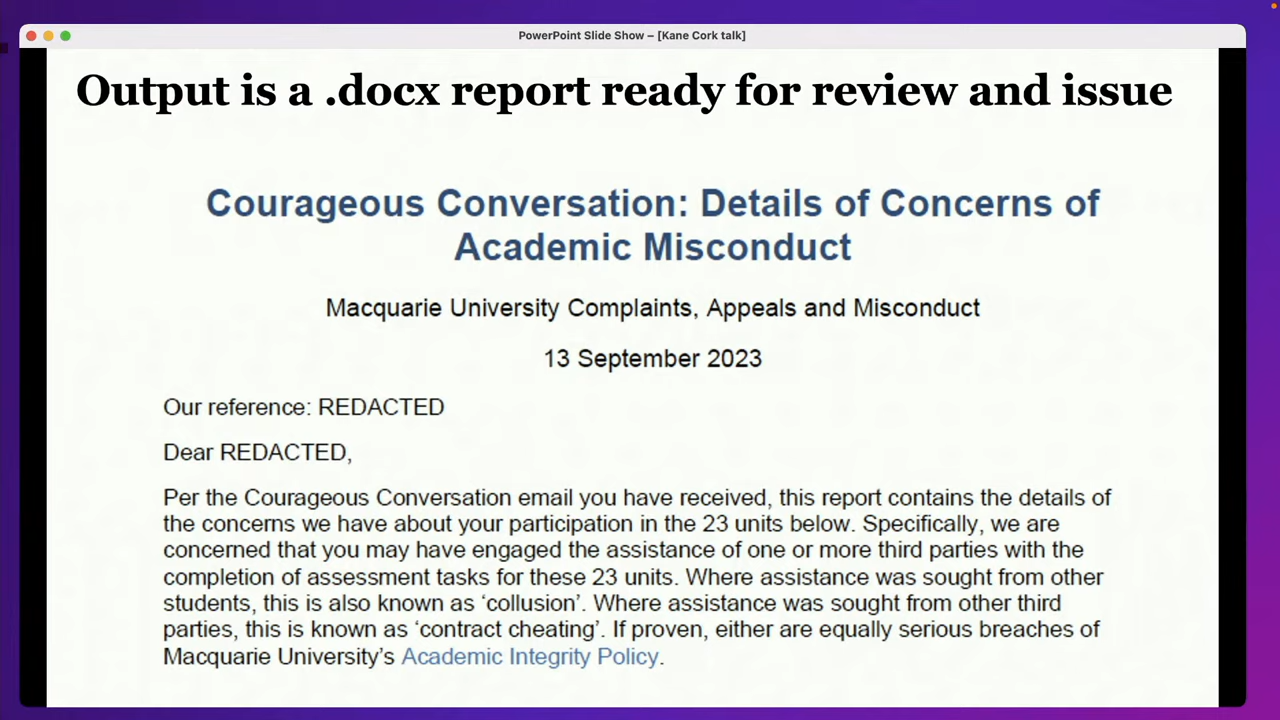 PowerPoint Slide Show – [Kane Cork talk]
Output is a .docx report ready for review and issue
Courageous Conversation: Details of Concerns of
Academic Misconduct
Macquarie University Complaints, Appeals and Misconduct
13 September 2023
Our reference: REDACTED
Dear REDACTED,
Per the Courageous Conversation email you have received, this report contains the details of
the concerns we have about your participation in the 23 units below. Specifically, we are
concerned that you may have engaged the assistance of one or more third parties with the
completion of assessment tasks for these 23 units. Where assistance was sought from other
students, this is also known as ‘collusion’. Where assistance was sought from other third
parties, this is known as ‘contract cheating’. If proven, either are equally serious breaches of
Macquarie University’s Academic Integrity Policy.